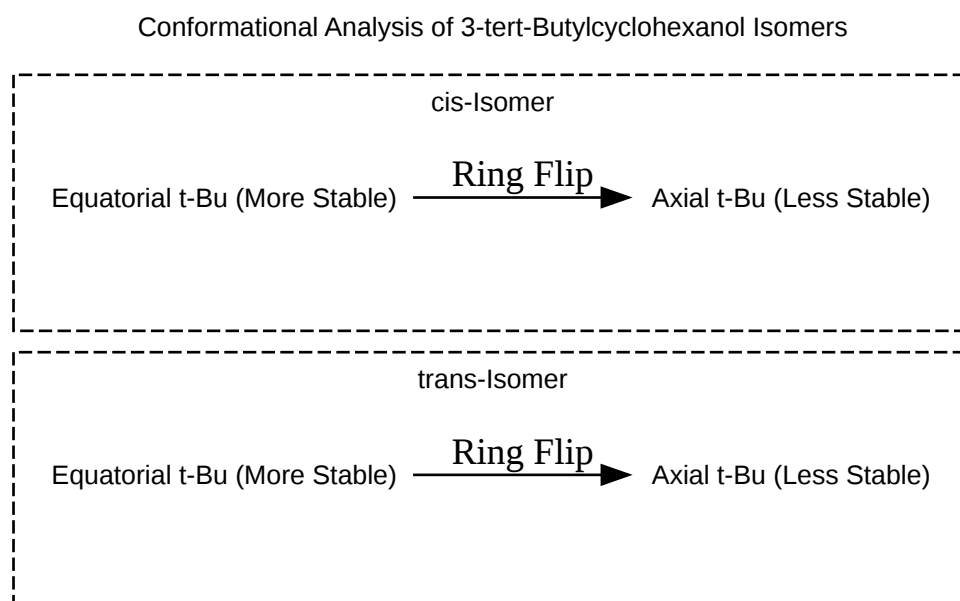 Conformational Analysis of 3-tert-Butylcyclohexanol Isomers
cis-Isomer
Equatorial t-Bu (More Stable) Ring Flip Axial t-Bu (Less Stable)
trans-Isomer
Equatorial t-Bu (More Stable) Ring Flip Axial t-Bu (Less Stable)